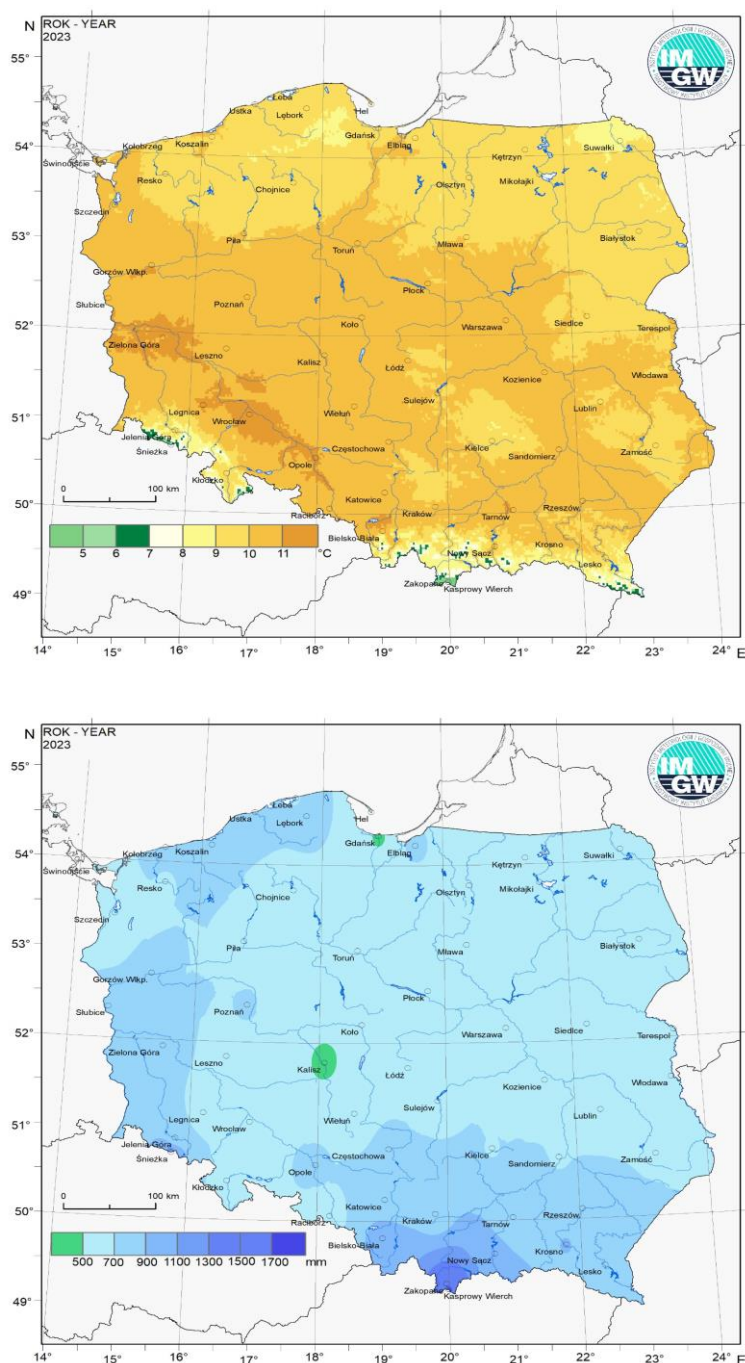 N
ROK - YEAR
2023
IM
GW
55°
54°
53°
52°
51°
50°
49°
Łeba
Ustka
Lębork
Hel
Gdańsk
Elbląg
Koszalin
Kołobrzeg
Świnoujście
Resko
Chojnice
Kętrzyn
Suwałki
Olsztyn
Mikołajki
Szczecin
Piła
Toruń
Mława
Białystok
Gorzów Wlkp.
Płock
Słubice
Poznań
Koło
Warszawa
Siedlce
Terespol
Zielona Góra
Leszno
Kalisz
Łódź
Kozienice
Włodawa
Sulejów
Legnica
Wrocław
Wieluń
Lublin
Jelenia Góra
Śnieżka
Częstochowa
Kielce
Sandomierz
Zamość
Opole
Kłodzko
Katowice
Kraków
Tarnów
Rzeszów
Racibórz
0 100 km
Bielsko-Biała
Nowy Sącz
Krosno
Lesko
Zakopane
Kasprowy Wierch
5 6 7 8 9 10 11 °C
14° 15° 16° 17° 18° 19° 20° 21° 22° 23° 24° E
N
ROK - YEAR
2023
IM
GW
55°
54°
53°
52°
51°
50°
49°
Łeba
Ustka
Lębork
Hel
Gdańsk
Elbląg
Koszalin
Kołobrzeg
Świnoujście
Resko
Chojnice
Kętrzyn
Suwałki
Olsztyn
Mikołajki
Szczecin
Piła
Toruń
Mława
Białystok
Gorzów Wlkp.
Płock
Słubice
Poznań
Koło
Warszawa
Siedlce
Terespol
Zielona Góra
Leszno
Kalisz
Łódź
Kozienice
Włodawa
Sulejów
Legnica
Wrocław
Wieluń
Lublin
Jelenia Góra
Śnieżka
Częstochowa
Kielce
Sandomierz
Zamość
Opole
Kłodzko
Katowice
Kraków
Tarnów
Rzeszów
Racibórz
0 100 km
Bielsko-Biała
Nowy Sącz
Krosno
Lesko
Zakopane
Kasprowy Wierch
500 700 900 1100 1300 1500 1700 mm
14° 15° 16° 17° 18° 19° 20° 21° 22° 23° 24° E